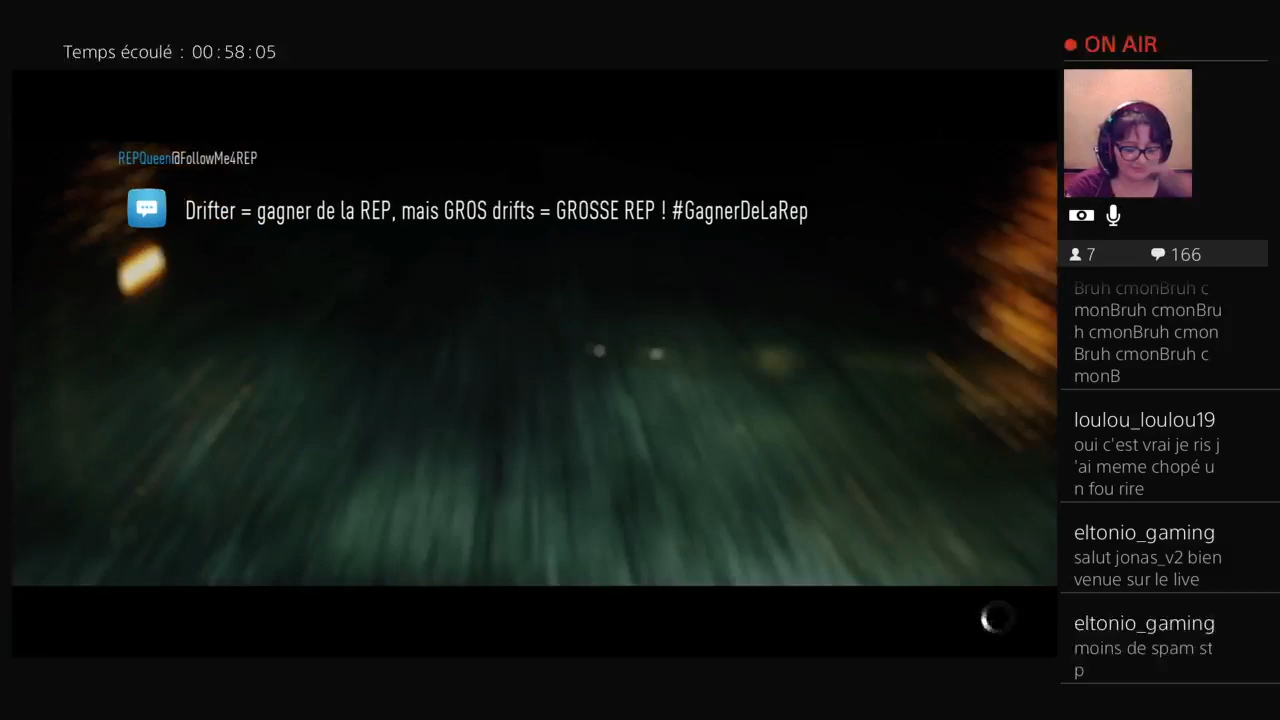 Temps écoulé : 00:58:05
ON AIR
REPQueen@FollowMe4REP
Drifter = gagner de la REP, mais GROS drifts = GROSSE REP ! #GagnerDeLaRep
7 166
Bruh cmonBruh c
monBruh cmonBru
h cmonBruh cmon
Bruh cmonBruh c
monB
loulou_loulou19
oui c'est vrai je ris j
'ai meme chopé u
n fou rire
eltonio_gaming
salut jonas_v2 bien
venue sur le live
eltonio_gaming
moins de spam st
p